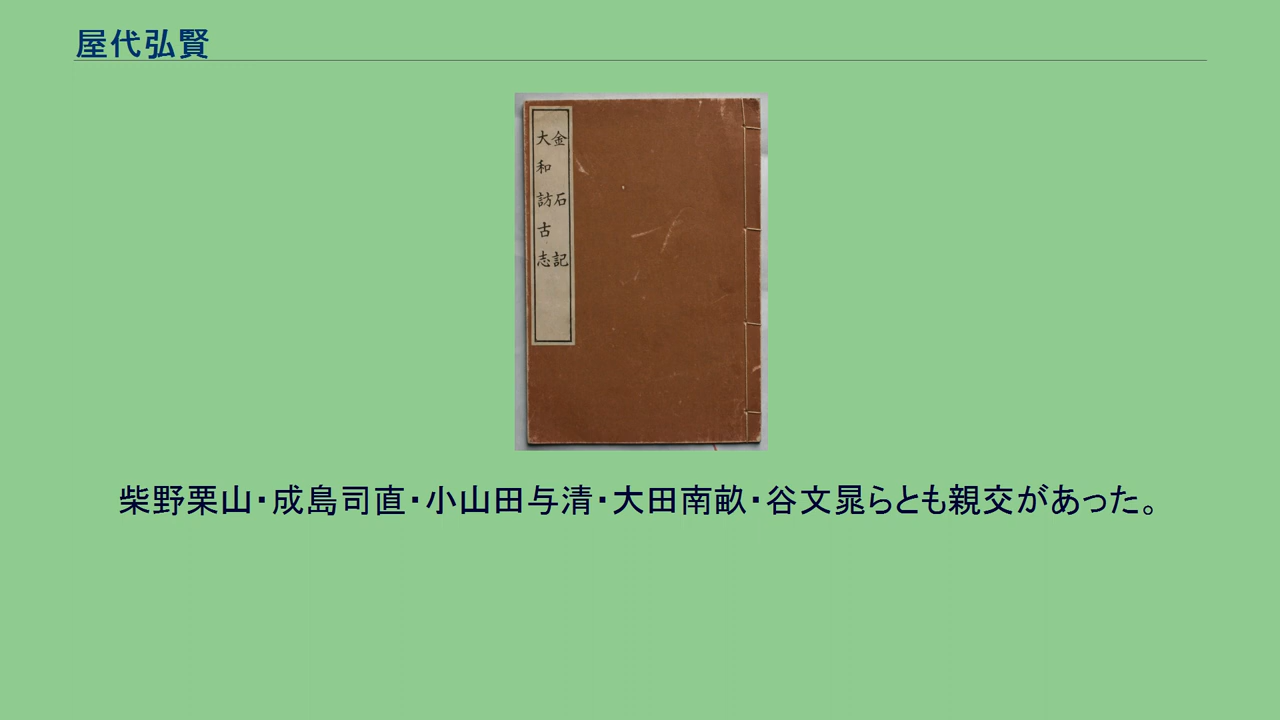 屋代弘賢
金石記
大和訪古志
柴野栗山・成島司直・小山田与清・大田南畝・谷文晁らとも親交があった。